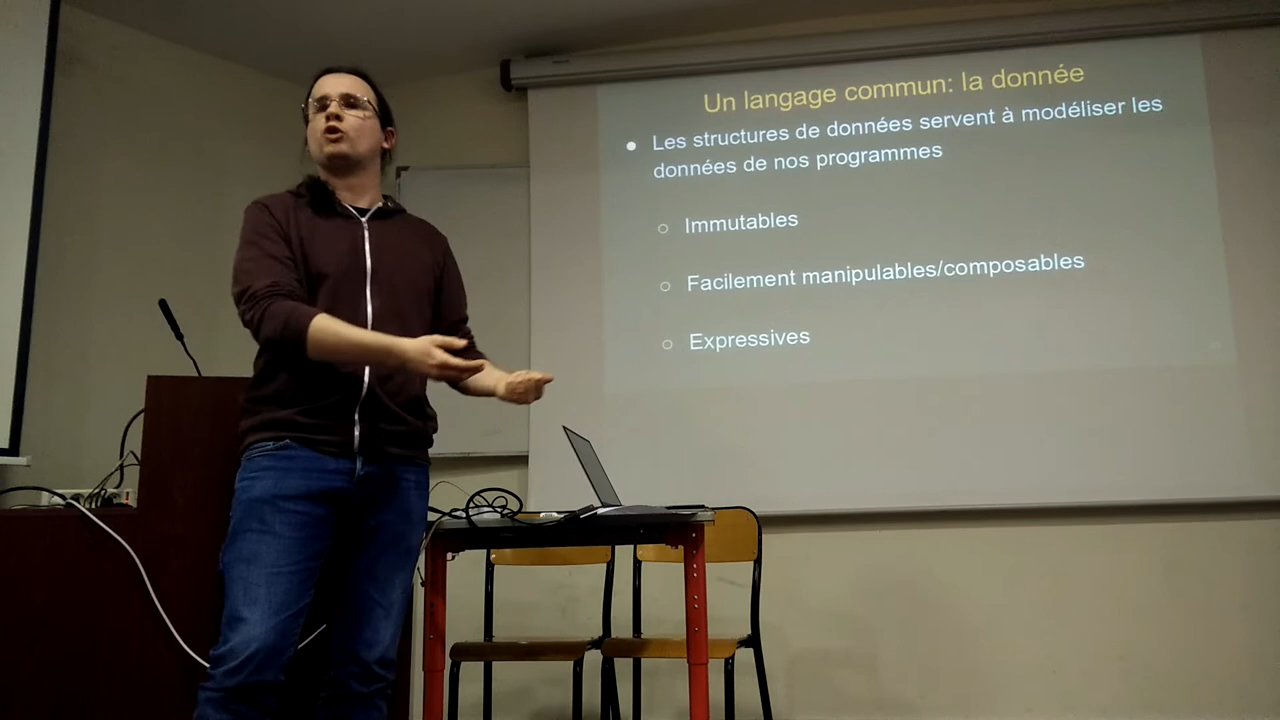 Un langage commun: la donnée
Les structures de données servent à modéliser les
données de nos programmes
Immutables
Facilement manipulables/composables
Expressives